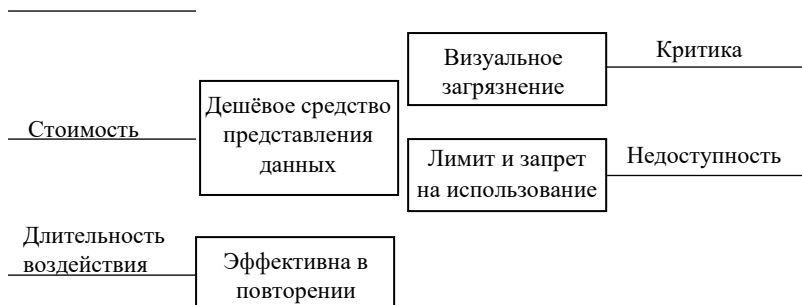 Визуальное
загрязнение
Критика
Стоимость
Дешёвое средство
представления
данных
Лимит и запрет
на использование
Недоступность
Длительность
воздействия
Эффективна в
повторении